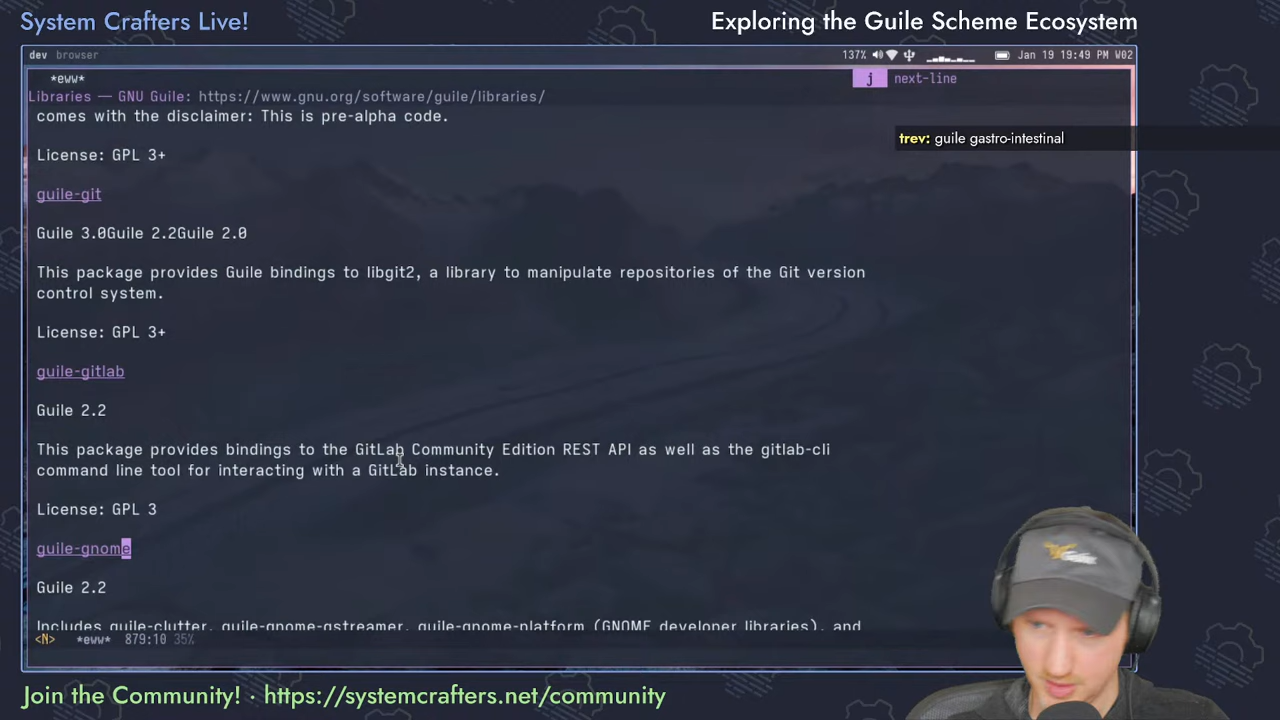 System Crafters Live!
Exploring the Guile Scheme Ecosystem
dev browser
137%
Jan 19 19:49 PM W02
*eww*
j next-line
Libraries — GNU Guile: https://www.gnu.org/software/guile/libraries/
comes with the disclaimer: This is pre-alpha code.
trev: guile gastro-intestinal
License: GPL 3+
guile-git
Guile 3.0Guile 2.2Guile 2.0
This package provides Guile bindings to libgit2, a library to manipulate repositories of the Git version
control system.
License: GPL 3+
guile-gitlab
Guile 2.2
This package provides bindings to the GitLab Community Edition REST API as well as the gitlab-cli
command line tool for interacting with a GitLab instance.
License: GPL 3
guile-gnome
Guile 2.2
Includes guile-clutter, guile-gnome-gstreamer, guile-gnome-platform (GNOME developer libraries), and
<N> *eww* 879:10 35%
Join the Community! · https://systemcrafters.net/community